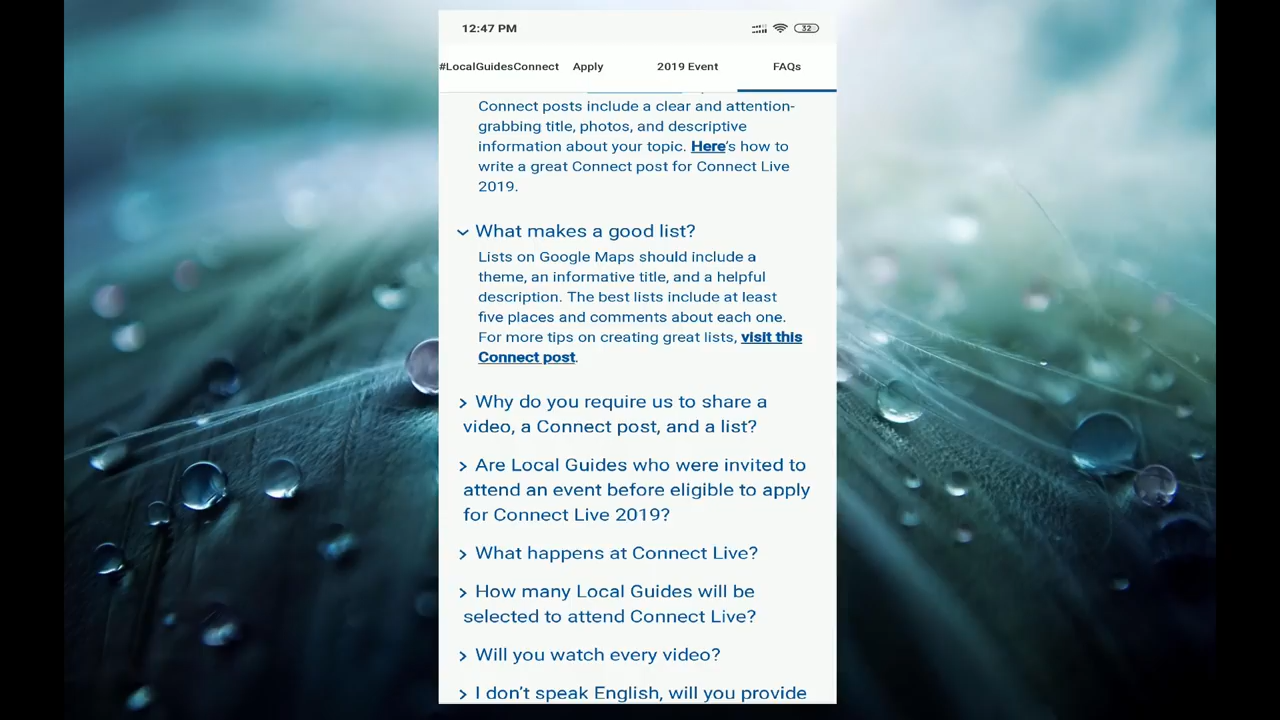 12:47 PM
32
#LocalGuidesConnect Apply 2019 Event FAQs
Connect posts include a clear and attention-
grabbing title, photos, and descriptive
information about your topic. Here's how to
write a great Connect post for Connect Live
2019.
What makes a good list?
Lists on Google Maps should include a
theme, an informative title, and a helpful
description. The best lists include at least
five places and comments about each one.
For more tips on creating great lists, visit this
Connect post.
Why do you require us to share a
video, a Connect post, and a list?
Are Local Guides who were invited to
attend an event before eligible to apply
for Connect Live 2019?
What happens at Connect Live?
How many Local Guides will be
selected to attend Connect Live?
Will you watch every video?
I don't speak English, will you provide